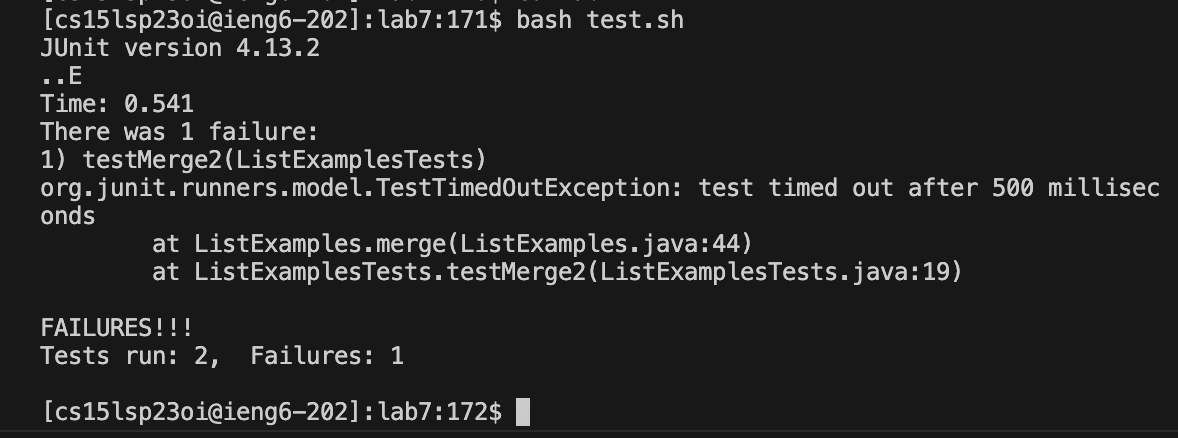 [cs15lsp23oi@ieng6-202]:lab7:171$ bash test.sh
JUnit version 4.13.2
..E
Time: 0.541
There was 1 failure:
1) testMerge2(ListExamplesTests)
org.junit.runners.model.TestTimedOutException: test timed out after 500 millisec
onds
        at ListExamples.merge(ListExamples.java:44)
        at ListExamplesTests.testMerge2(ListExamplesTests.java:19)

FAILURES!!!
Tests run: 2,  Failures: 1

[cs15lsp23oi@ieng6-202]:lab7:172$